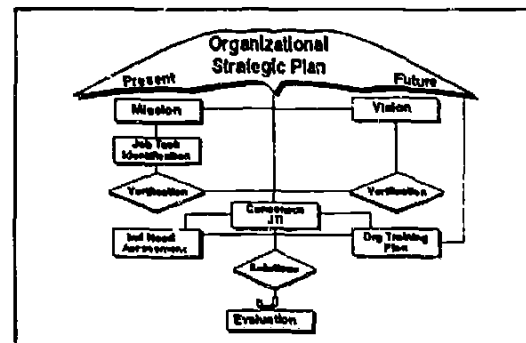 Organizational
Strategic Plan
Present
Future
Mission
Vision
Job Task
Identification
Verification
Verification
Consensus
JTI
Ind Need
Assessment
Org Training
Plan
Solutions
Evaluation